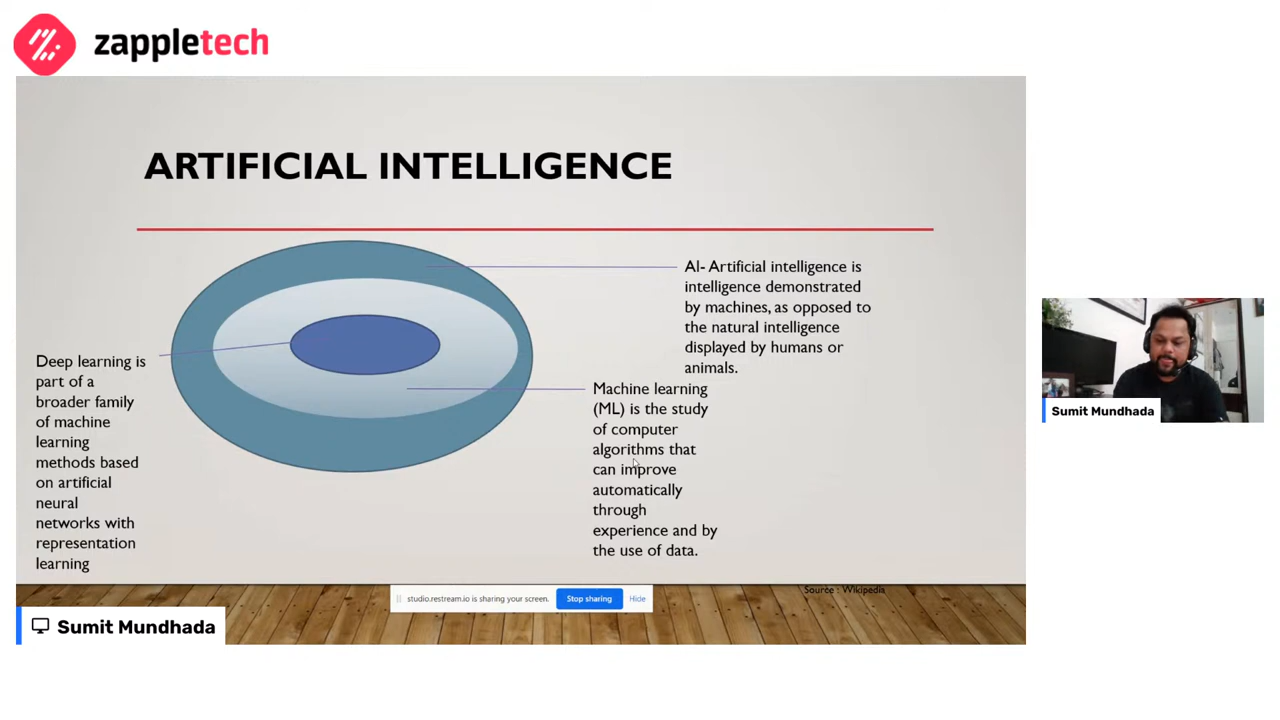 zappletech
ARTIFICIAL INTELLIGENCE
AI- Artificial intelligence is
intelligence demonstrated
by machines, as opposed to
the natural intelligence
displayed by humans or
animals.
Deep learning is
part of a
broader family
of machine
learning
methods based
on artificial
neural
networks with
representation
learning
Machine learning
(ML) is the study
of computer
algorithms that
can improve
automatically
through
experience and by
the use of data.
Source : Wikipedia
studio.restream.io is sharing your screen.
Stop sharing
Hide
Sumit Mundhada
Sumit Mundhada